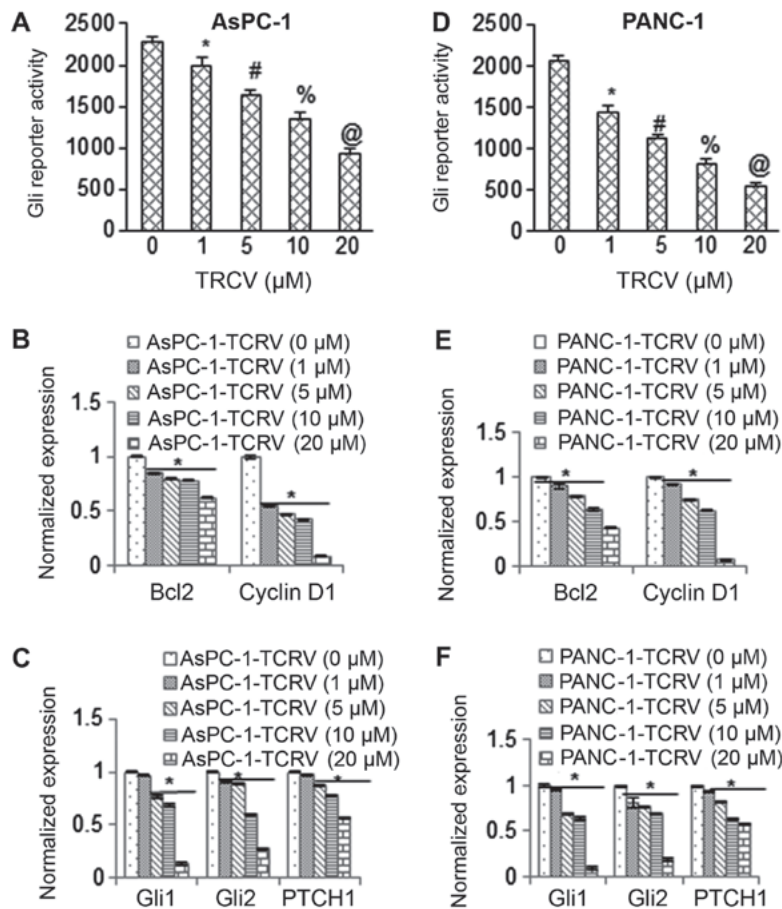 A
AsPC-1
Gli reporter activity
2500
2000
1500
1000
500
0
*
#
%
@
0 1 5 10 20
TRCV (µM)
D
PANC-1
Gli reporter activity
2500
2000
1500
1000
500
0
*
#
%
@
0 1 5 10 20
TRCV (µM)
B
AsPC-1-TCRV (0 µM)
AsPC-1-TCRV (1 µM)
AsPC-1-TCRV (5 µM)
AsPC-1-TCRV (10 µM)
AsPC-1-TCRV (20 µM)
Normalized expression
1.5
1
0.5
0
*
*
Bcl2 Cyclin D1
E
PANC-1-TCRV (0 µM)
PANC-1-TCRV (1 µM)
PANC-1-TCRV (5 µM)
PANC-1-TCRV (10 µM)
PANC-1-TCRV (20 µM)
Normalized expression
1.5
1
0.5
0
*
*
Bcl2 Cyclin D1
C
AsPC-1-TCRV (0 µM)
AsPC-1-TCRV (1 µM)
AsPC-1-TCRV (5 µM)
AsPC-1-TCRV (10 µM)
AsPC-1-TCRV (20 µM)
Normalized expression
1.5
1
0.5
0
*
*
*
Gli1 Gli2 PTCH1
F
PANC-1-TCRV (0 µM)
PANC-1-TCRV (1 µM)
PANC-1-TCRV (5 µM)
PANC-1-TCRV (10 µM)
PANC-1-TCRV (20 µM)
Normalized expression
1.5
1
0.5
0
*
*
*
Gli1 Gli2 PTCH1